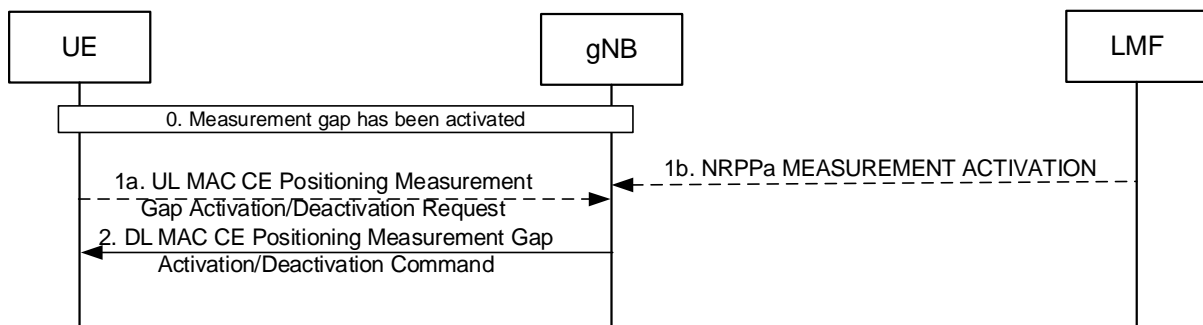 UE
gNB
LMF
0. Measurement gap has been activated
1a. UL MAC CE Positioning Measurement
Gap Activation/Deactivation Request
1b. NRPPa MEASUREMENT ACTIVATION
2. DL MAC CE Positioning Measurement Gap
Activation/Deactivation Command